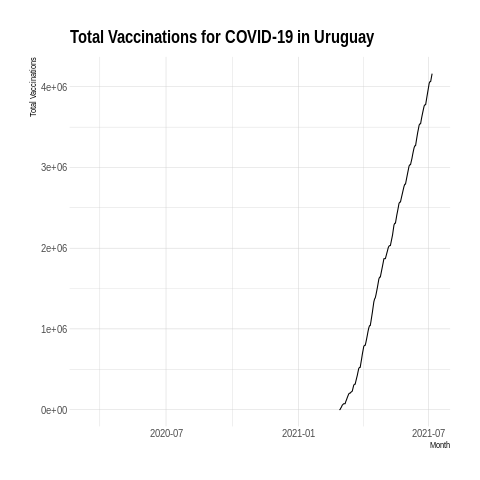 Total Vaccinations for COVID-19 in Uruguay
Total Vaccinations
4e+06
3e+06
2e+06
1e+06
0e+00
2020-07 2021-01 2021-07
Month